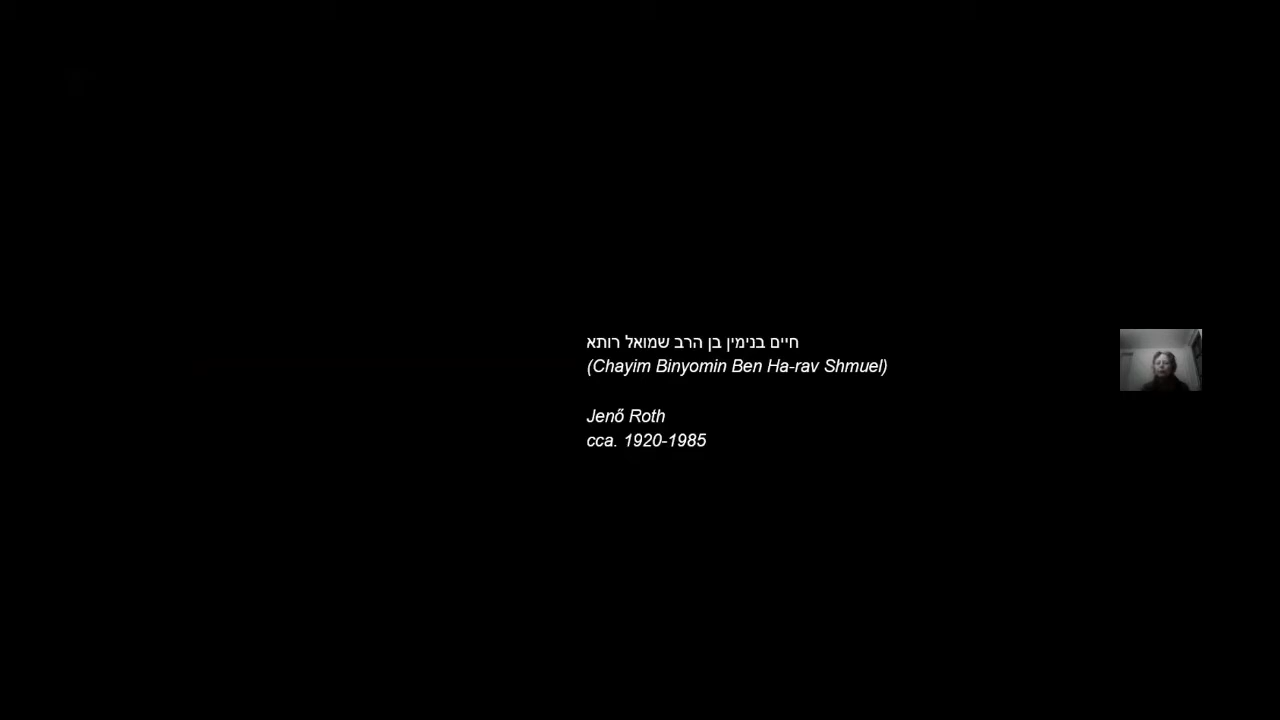 חיים בנימין בן הרב שמואל רותא
(Chayim Binyomin Ben Ha-rav Shmuel)
Jenő Roth
cca. 1920-1985